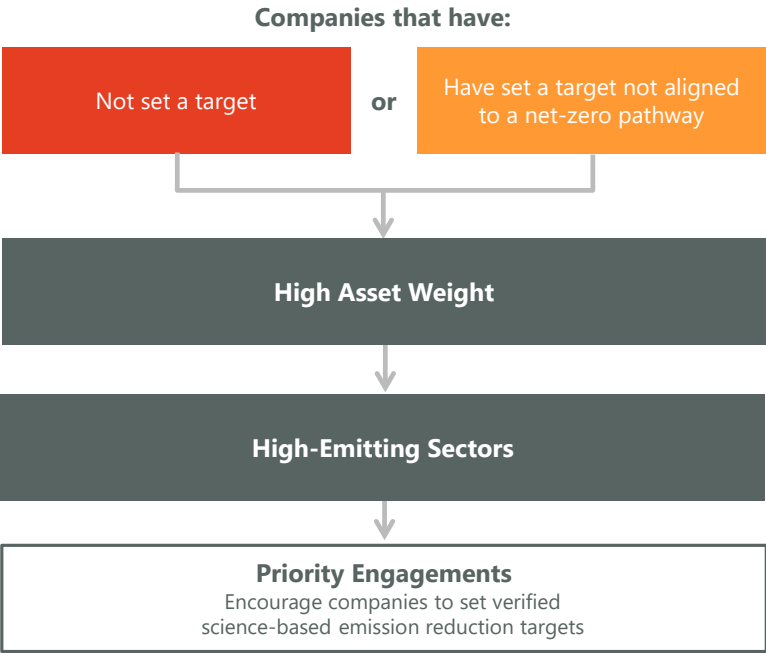 Companies that have:
Not set a target
or
Have set a target not aligned
to a net-zero pathway
High Asset Weight
High-Emitting Sectors
Priority Engagements
Encourage companies to set verified
science-based emission reduction targets